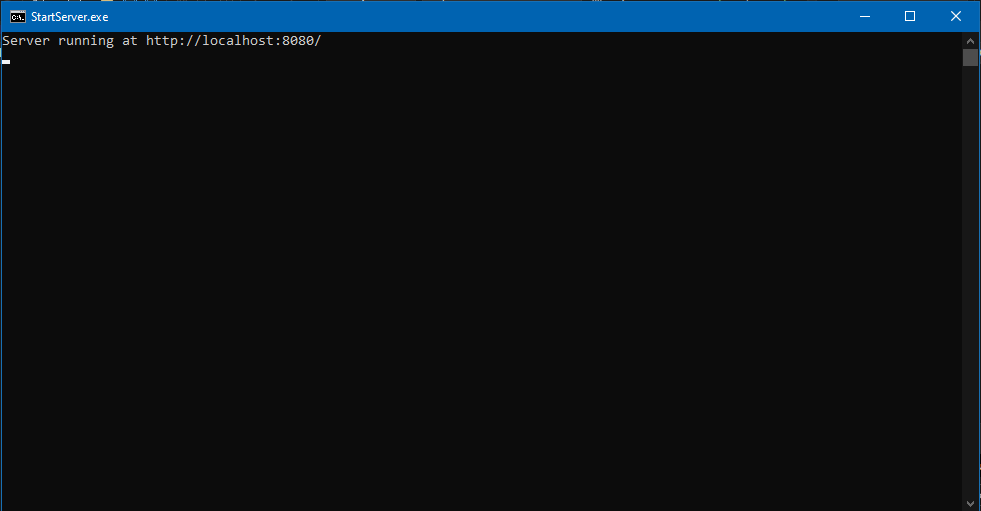 StartServer.exe
Server running at http://localhost:8080/